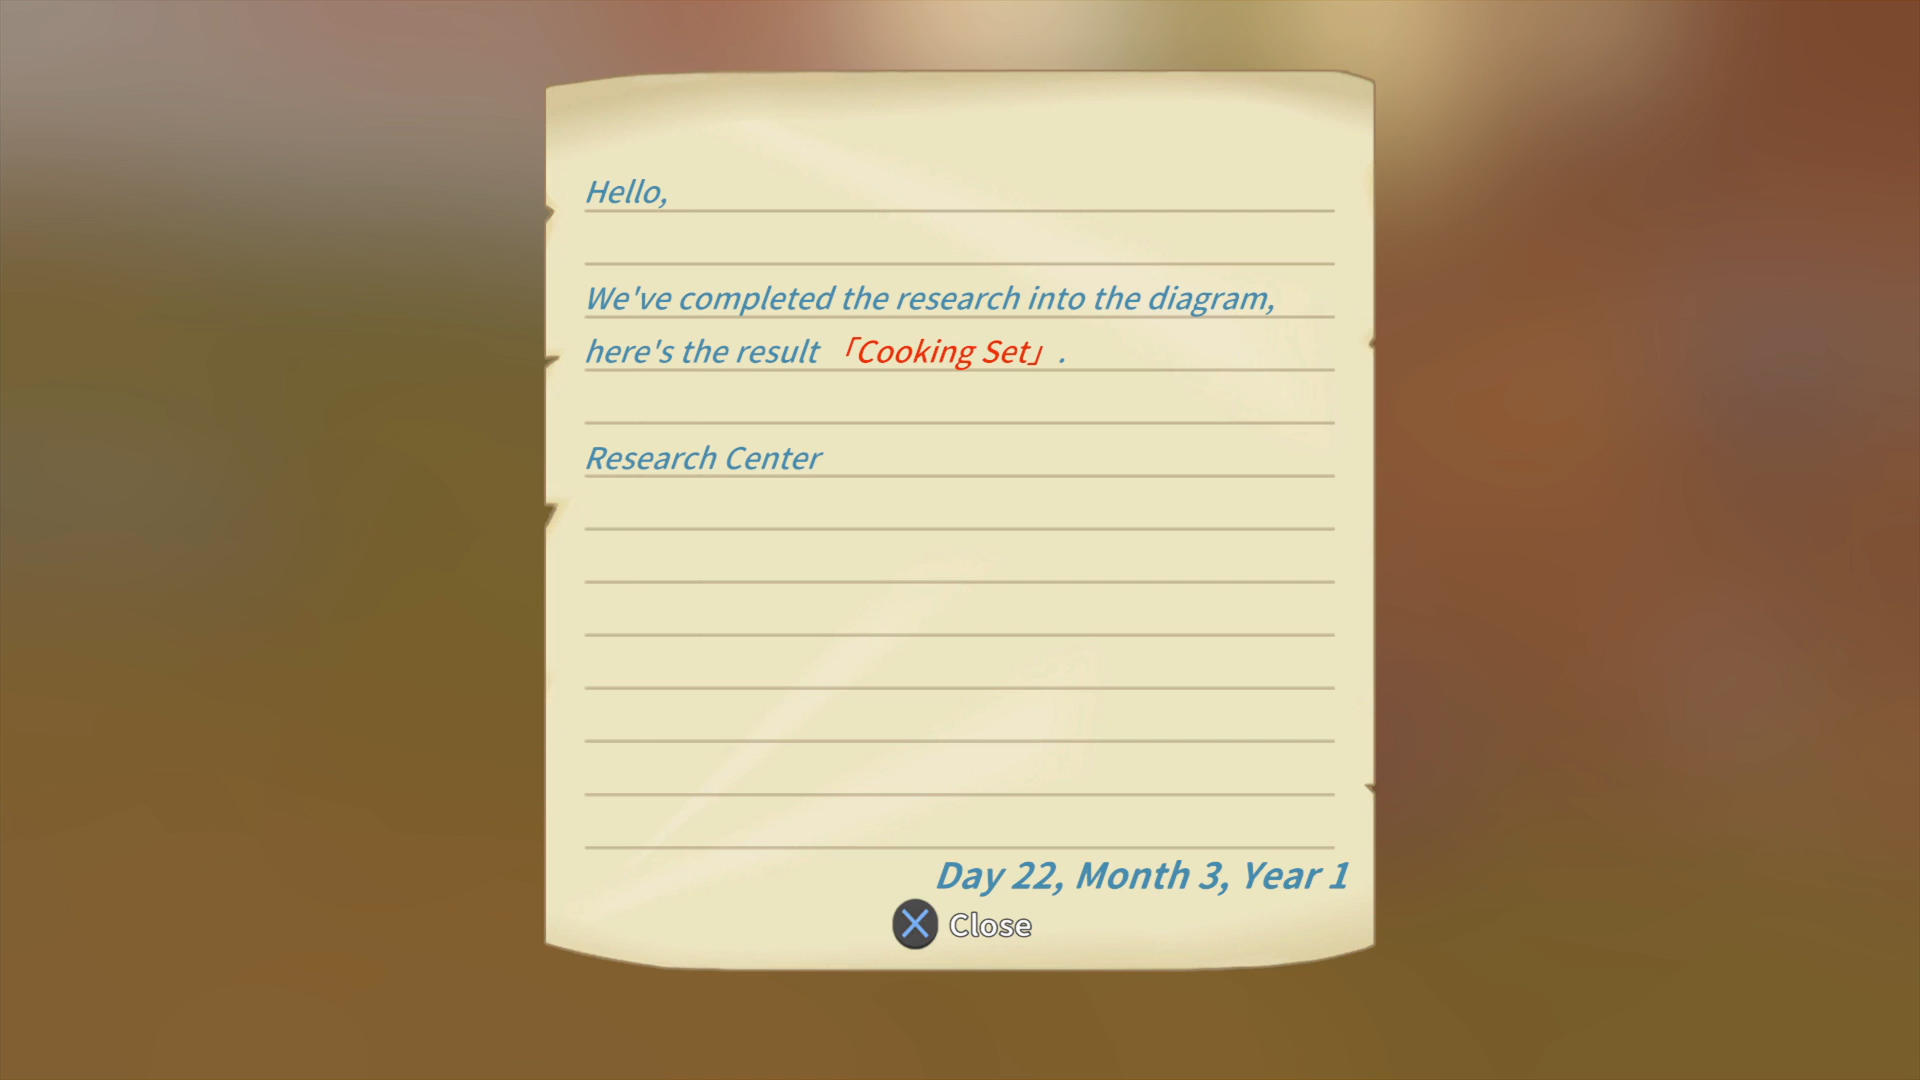 Hello,
We've completed the research into the diagram,
here's the result 「Cooking Set」.
Research Center
Day 22, Month 3, Year 1
Close